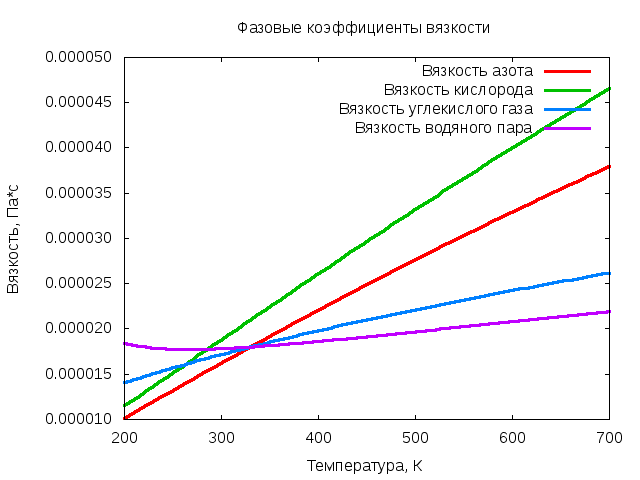 Фазовые коэффициенты вязкости
0.000050
0.000045
0.000040
0.000035
0.000030
0.000025
0.000020
0.000015
0.000010
Вязкость, Па*с
Вязкость азота
Вязкость кислорода
Вязкость углекислого газа
Вязкость водяного пара
200 300 400 500 600 700
Температура, К